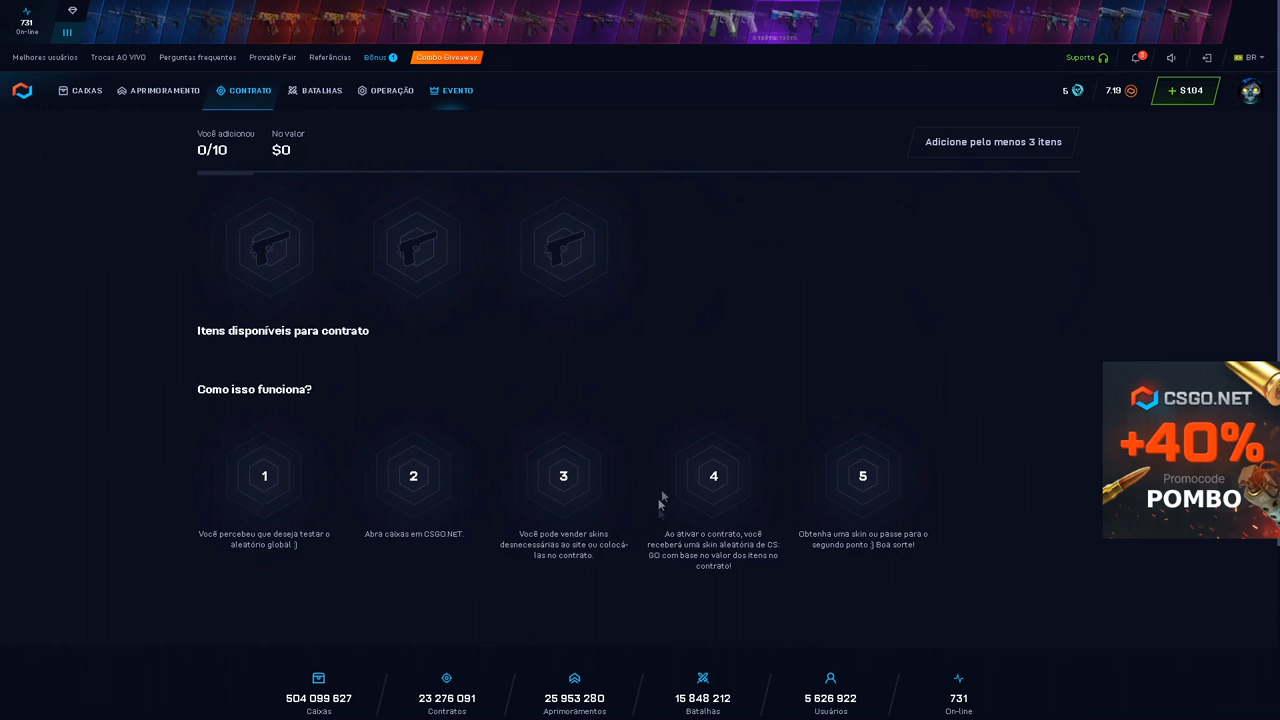 731
On-line
Melhores usuários
Trocas AO VIVO
Perguntas frequentes
Provably Fair
Referências
Bônus
Combo Giveaway
Suporte
3
BR
CAIXAS
APRIMORAMENTO
CONTRATO
BATALHAS
OPERAÇÃO
EVENTO
5
7.19
+ $ 1.04
Você adicionou
0/10
No valor
$0
Adicione pelo menos 3 itens
Itens disponíveis para contrato
Como isso funciona?
1
Você percebeu que deseja testar o
aleatório global :)
2
Abra caixas em CSGO.NET.
3
Você pode vender skins
desnecessárias ao site ou colocá-
las no contrato.
4
Ao ativar o contrato, você
receberá uma skin aleatória de CS:
GO com base no valor dos itens no
contrato!
5
Obtenha uma skin ou passe para o
segundo ponto :) Boa sorte!
CSGO.NET
+40%
Promocode
POMBO
504 099 627
Caixas
23 276 091
Contratos
25 953 280
Aprimoramentos
15 848 212
Batalhas
5 626 922
Usuários
731
On-line